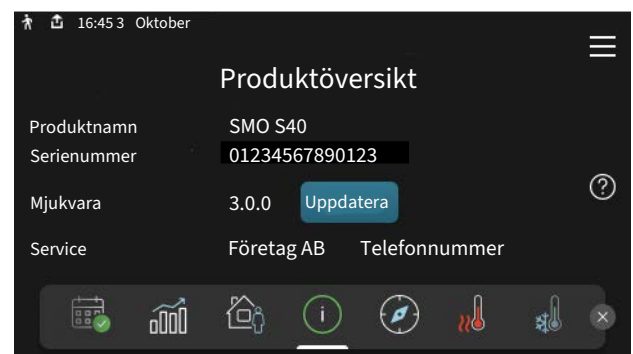 16:45 3 Oktober
Produktöversikt
Produktnamn SMO S40
Serienummer 01234567890123
Mjukvara 3.0.0 Uppdatera
Service Företag AB Telefonnummer